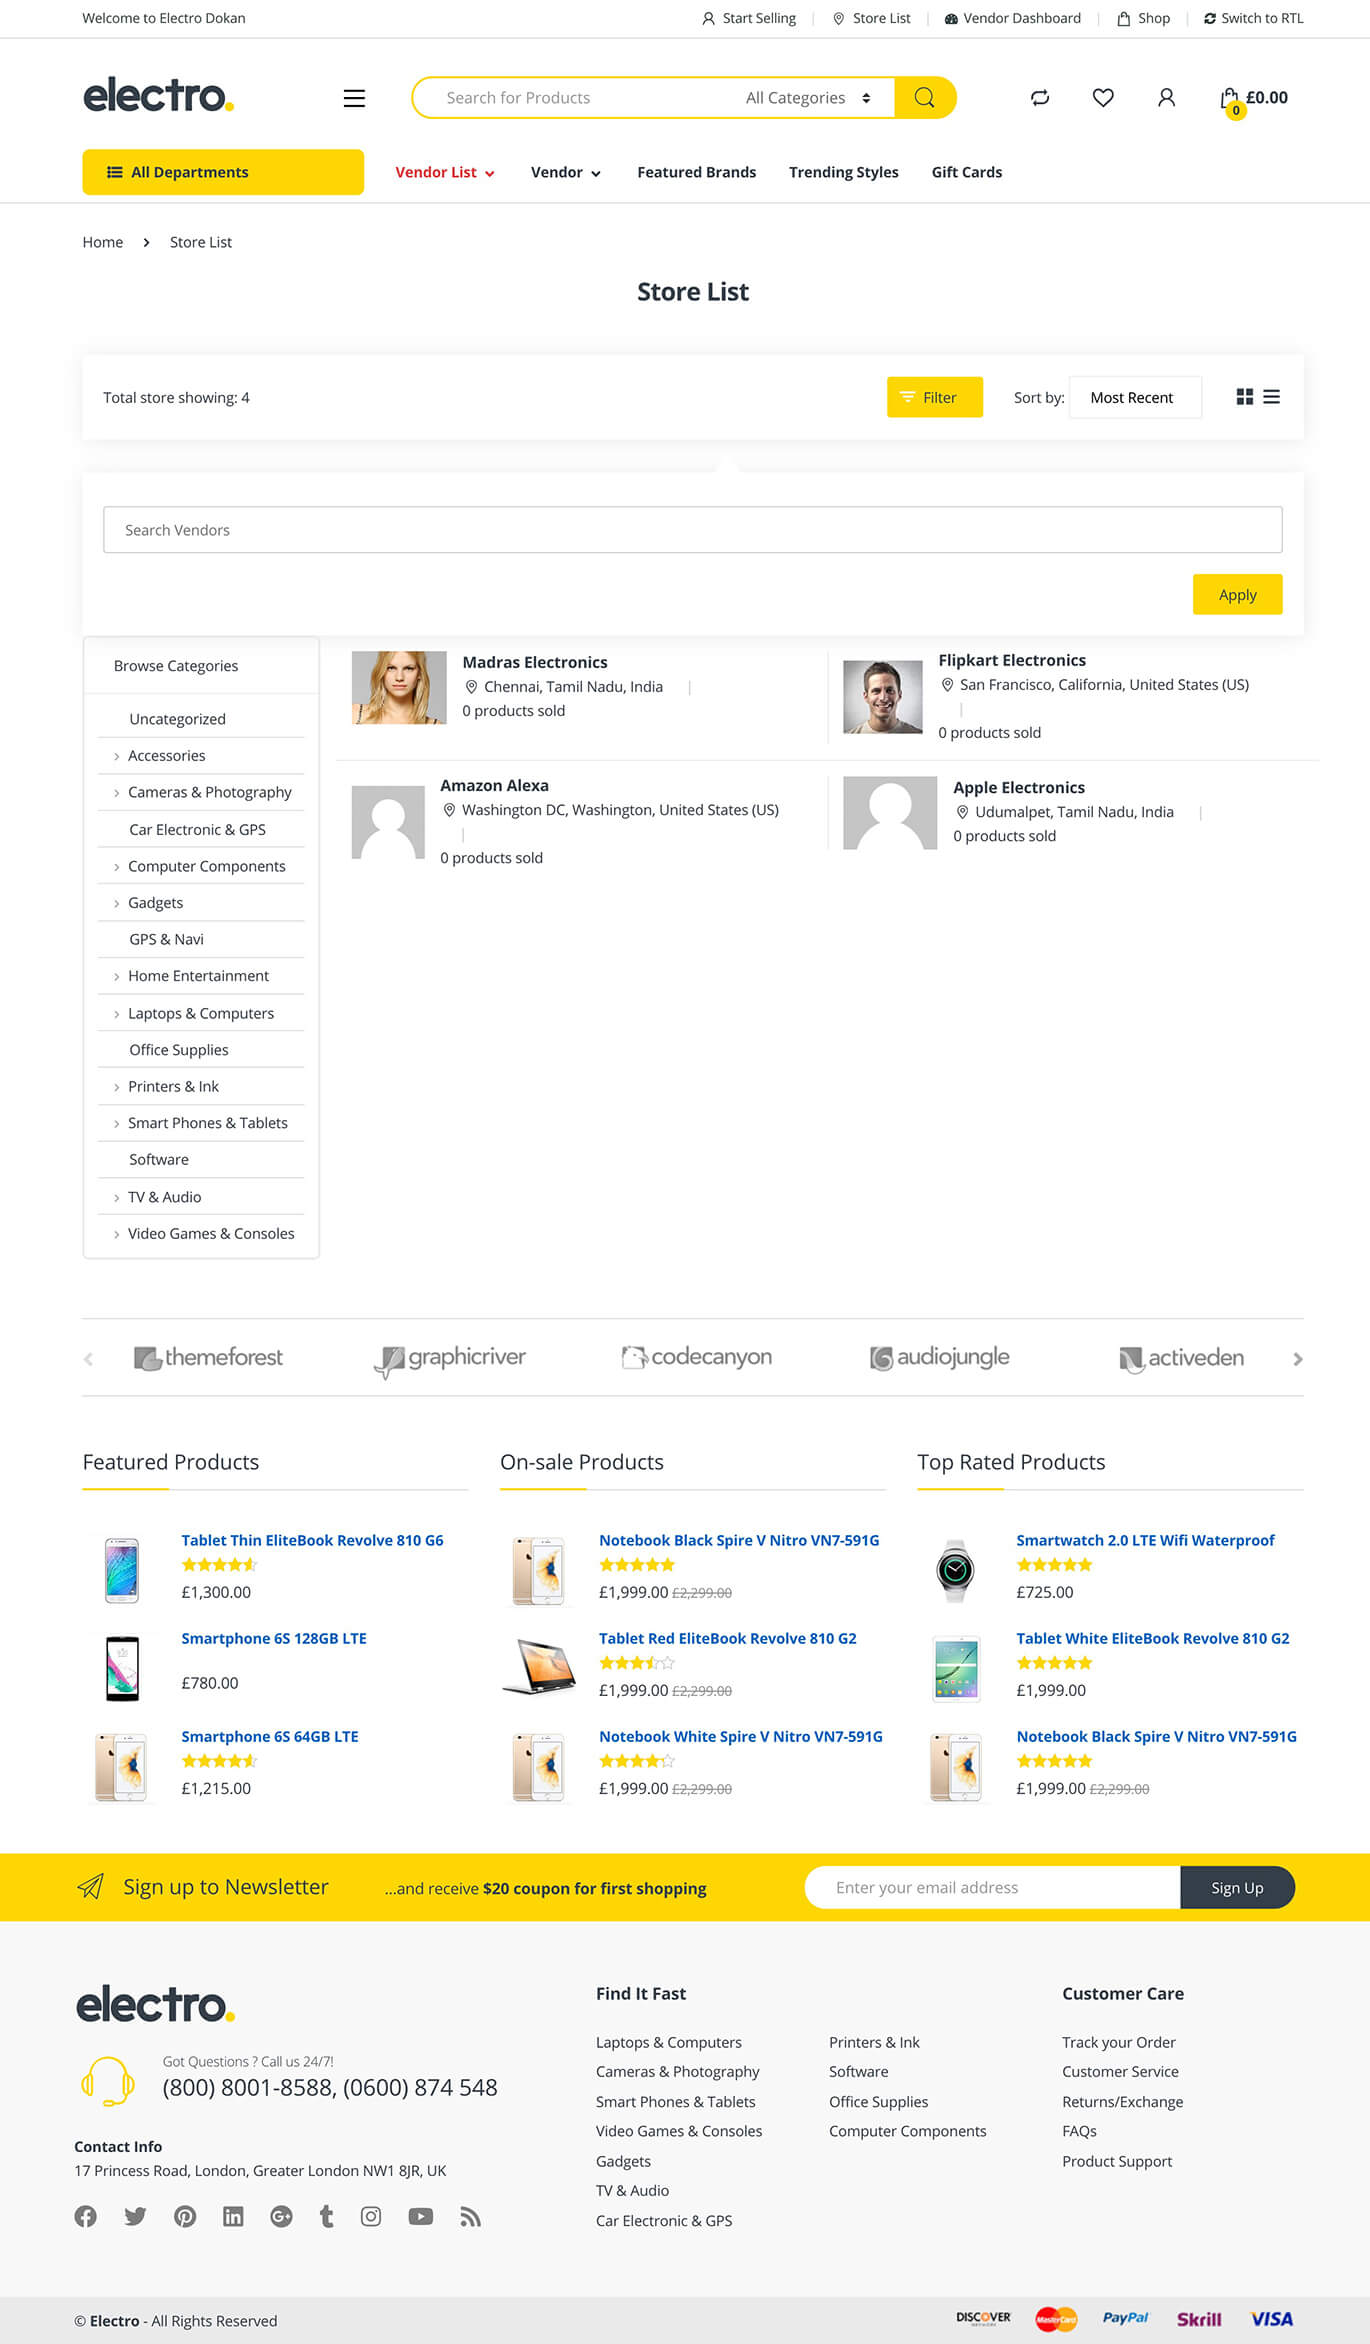 Welcome to Electro Dokan
Start Selling
Store List
Vendor Dashboard
Shop
Switch to RTL
electro.
Search for Products
All Categories
0
£0.00
All Departments
Vendor List
Vendor
Featured Brands
Trending Styles
Gift Cards
Home
Store List
Store List
Total store showing: 4
Filter
Sort by:
Most Recent
Search Vendors
Apply
Browse Categories
Uncategorized
Accessories
Cameras & Photography
Car Electronic & GPS
Computer Components
Gadgets
GPS & Navi
Home Entertainment
Laptops & Computers
Office Supplies
Printers & Ink
Smart Phones & Tablets
Software
TV & Audio
Video Games & Consoles
Madras Electronics
Chennai, Tamil Nadu, India |
0 products sold
Flipkart Electronics
San Francisco, California, United States (US)
|
0 products sold
Amazon Alexa
Washington DC, Washington, United States (US)
|
0 products sold
Apple Electronics
Udumalpet, Tamil Nadu, India |
0 products sold
themeforest
graphicriver
codecanyon
audiojungle
activeden
Featured Products
Tablet Thin EliteBook Revolve 810 G6
£1,300.00
Smartphone 6S 128GB LTE
£780.00
Smartphone 6S 64GB LTE
£1,215.00
On-sale Products
Notebook Black Spire V Nitro VN7-591G
£1,999.00 £2,299.00
Tablet Red EliteBook Revolve 810 G2
£1,999.00 £2,299.00
Notebook White Spire V Nitro VN7-591G
£1,999.00 £2,299.00
Top Rated Products
Smartwatch 2.0 LTE Wifi Waterproof
£725.00
Tablet White EliteBook Revolve 810 G2
£1,999.00
Notebook Black Spire V Nitro VN7-591G
£1,999.00 £2,299.00
Sign up to Newsletter
...and receive $20 coupon for first shopping
Enter your email address
Sign Up
electro.
Got Questions ? Call us 24/7!
(800) 8001-8588, (0600) 874 548
Contact Info
17 Princess Road, London, Greater London NW1 8JR, UK
Find It Fast
Laptops & Computers
Cameras & Photography
Smart Phones & Tablets
Video Games & Consoles
Gadgets
TV & Audio
Car Electronic & GPS
Printers & Ink
Software
Office Supplies
Computer Components
Customer Care
Track your Order
Customer Service
Returns/Exchange
FAQs
Product Support
© Electro - All Rights Reserved
DISCOVER
NETWORK
MasterCard
PayPal
Skrill
VISA